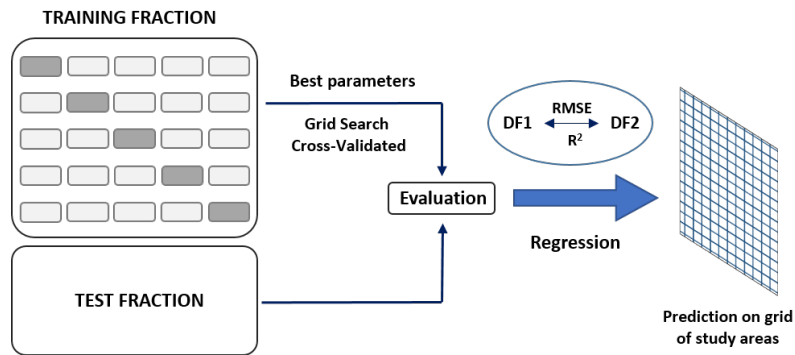 TRAINING FRACTION
Best parameters
Grid Search
Cross-Validated
RMSE
DF1
DF2
R²
Evaluation
Regression
TEST FRACTION
Prediction on grid
of study areas